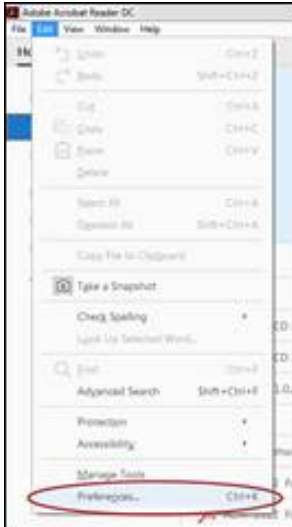 Adobe Acrobat Reader DC
File Edit View Window Help
Undo Ctrl+Z
Redo Shift+Ctrl+Z
Cut Ctrl+X
Copy Ctrl+C
Paste Ctrl+V
Delete
Select All Ctrl+A
Deselect All Shift+Ctrl+A
Copy File to Clipboard
Take a Snapshot
Check Spelling
Look Up Selected Word...
Find Ctrl+F
Advanced Search Shift+Ctrl+F
Protection
Accessibility
Manage Tools
Preferences... Ctrl+K